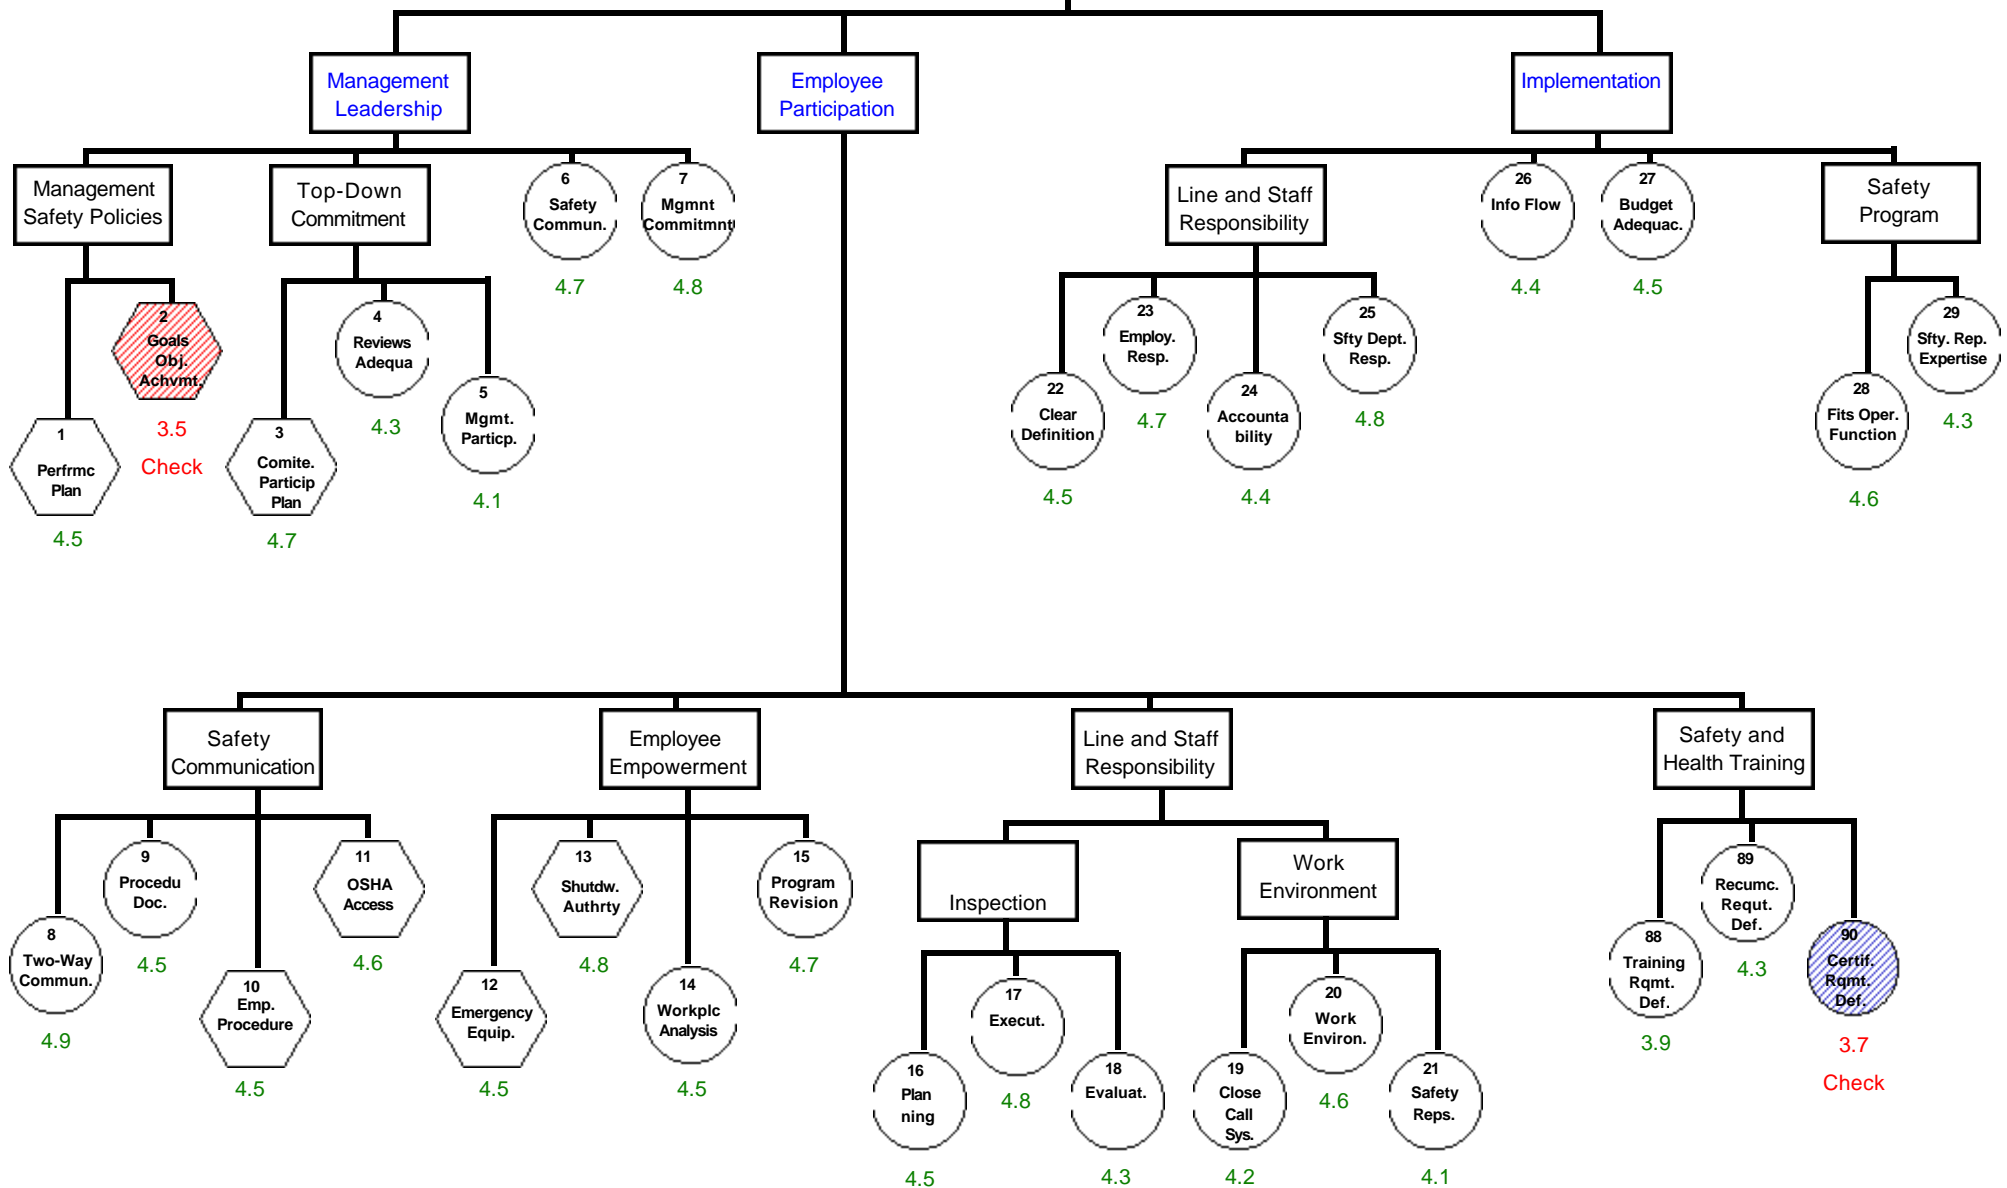 Management
Leadership
Employee
Participation
Implementation
Management
Safety Policies
Top-Down
Commitment
6
Safety
Commun.
4.7
7
Mgmnt
Commitmnt
4.8
Line and Staff
Responsibility
26
Info Flow
4.4
27
Budget
Adequac.
4.5
Safety
Program
1
Perfrmc
Plan
4.5
2
Goals
Obj.
Achvmt.
3.5
Check
3
Comite.
Particip
Plan
4.7
4
Reviews
Adequa
4.3
5
Mgmt.
Particp.
4.1
22
Clear
Definition
4.5
23
Employ.
Resp.
4.7
24
Accounta
bility
4.4
25
Sfty Dept.
Resp.
4.8
28
Fits Oper.
Function
4.6
29
Sfty. Rep.
Expertise
4.3
Safety
Communication
Employee
Empowerment
Line and Staff
Responsibility
Safety and
Health Training
8
Two-Way
Commun.
4.9
9
Procedu
Doc.
4.5
10
Emp.
Procedure
4.5
11
OSHA
Access
4.6
12
Emergency
Equip.
4.5
13
Shutdw.
Authrty
4.8
14
Workplc
Analysis
4.5
15
Program
Revision
4.7
Inspection
Work
Environment
16
Plan
ning
4.5
17
Execut.
4.8
18
Evaluat.
4.3
19
Close
Call
Sys.
4.2
20
Work
Environ.
4.6
21
Safety
Reps.
4.1
88
Training
Rqmt.
Def.
3.9
89
Recumc.
Requt.
Def.
4.3
90
Certif.
Rqmt.
Def.
3.7
Check